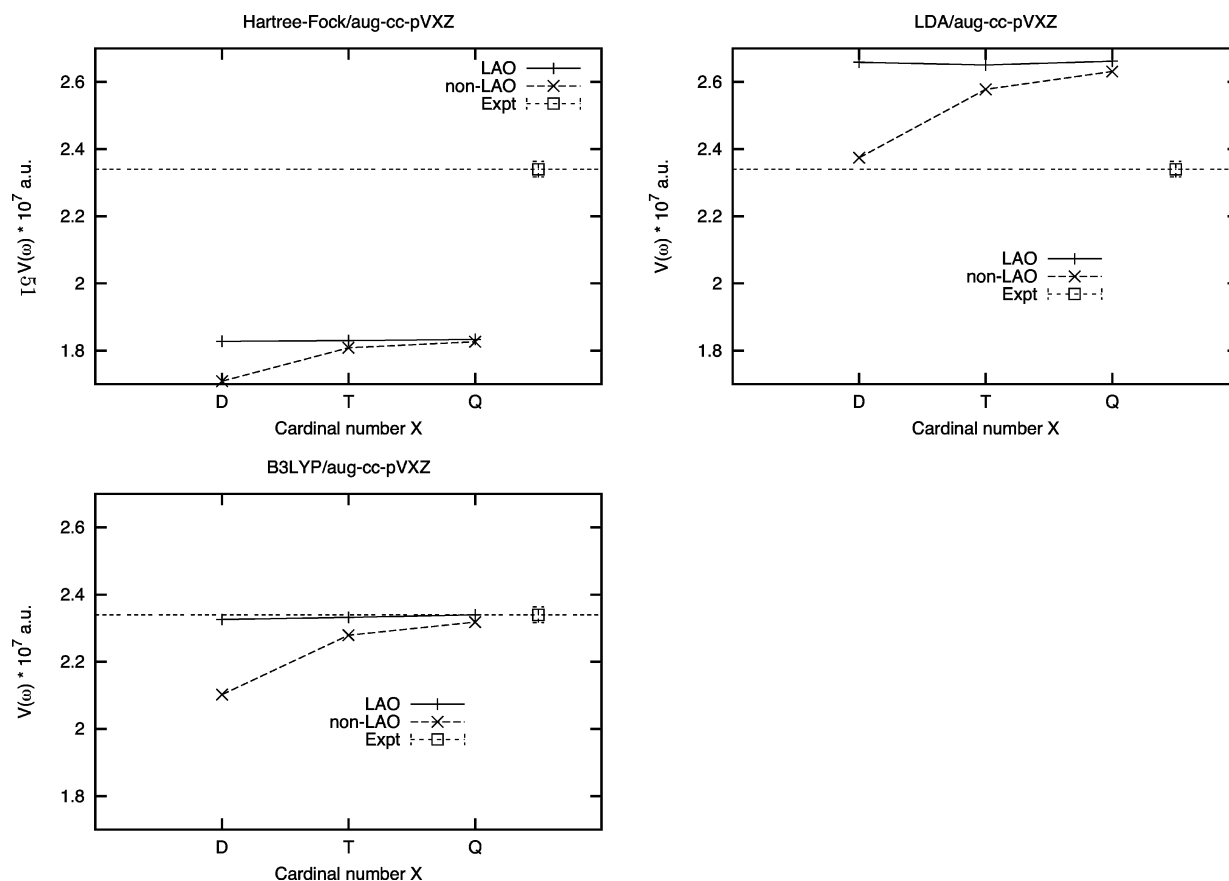 Hartree-Fock/aug-cc-pVXZ
2.6
2.4
2.2
2
1.8
LAO
non-LAO
Expt
51 V(ω) * 10⁷ a.u.
D T Q
Cardinal number X
LDA/aug-cc-pVXZ
2.6
2.4
2.2
2
1.8
LAO
non-LAO
Expt
V(ω) * 10⁷ a.u.
D T Q
Cardinal number X
B3LYP/aug-cc-pVXZ
2.6
2.4
2.2
2
1.8
LAO
non-LAO
Expt
V(ω) * 10⁷ a.u.
D T Q
Cardinal number X